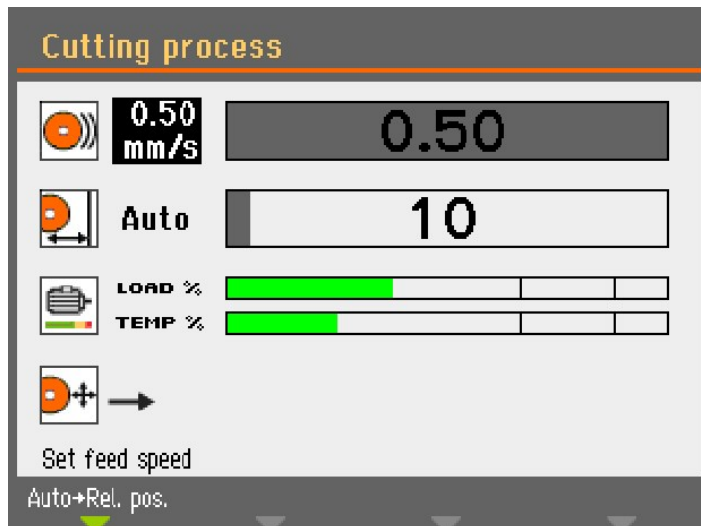 Cutting process
0.50
mm/s
0.50
Auto
10
LOAD %
TEMP %
Set feed speed
Auto→Rel. pos.